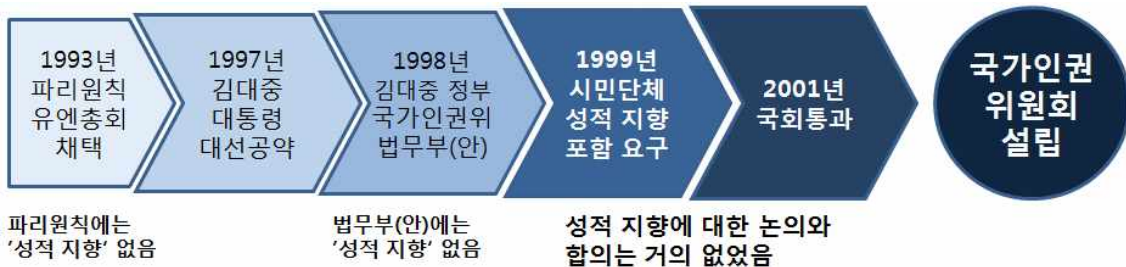 1993년
파리원칙
유엔총회
채택
1997년
김대중
대통령
대선공약
1998년
김대중 정부
국가인권위
법무부(안)
1999년
시민단체
성적 지향
포함 요구
2001년
국회통과
국가인권
위원회
설립
파리원칙에는
‘성적 지향‘ 없음
법무부(안)에는
‘성적 지향‘ 없음
성적 지향에 대한 논의와
합의는 거의 없었음